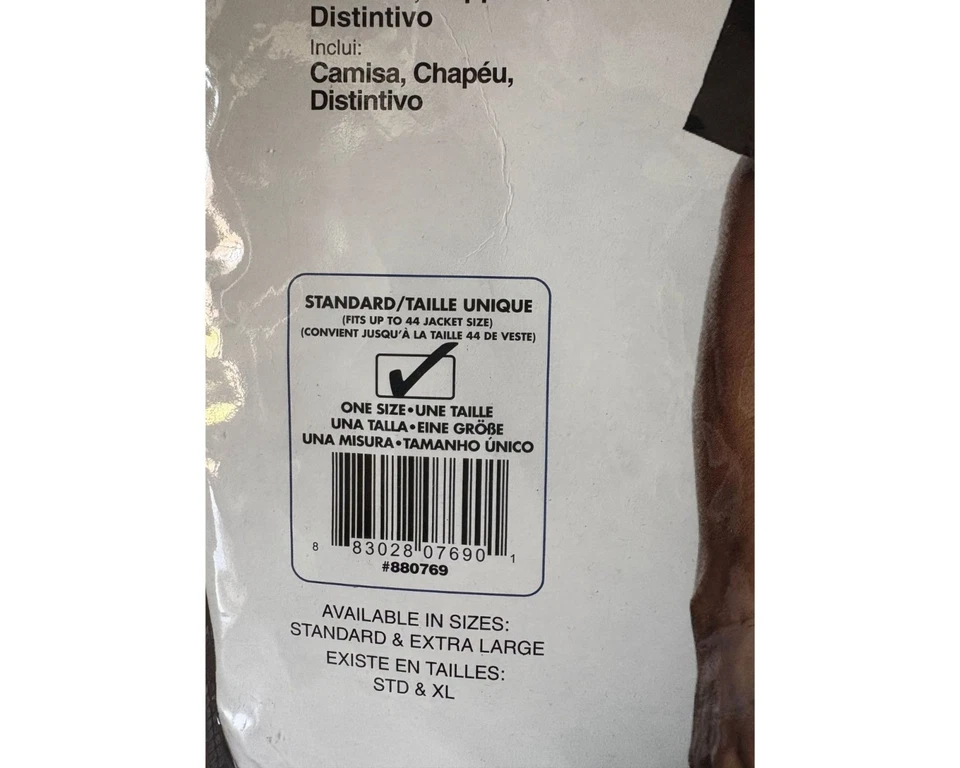 Distintivo
Inclui:
Camisa, Chapéu,
Distintivo
STANDARD/TAILLE UNIQUE
(FITS UP TO 44 JACKET SIZE)
(CONVIENT JUSQU'À LA TAILLE 44 DE VESTE)
ONE SIZE•UNE TAILLE
UNA TALLA•EINE GRÖßE
UNA MISURA•TAMANHO ÚNICO
8 83028 07690 1
#880769
AVAILABLE IN SIZES:
STANDARD & EXTRA LARGE
EXISTE EN TAILLES:
STD & XL